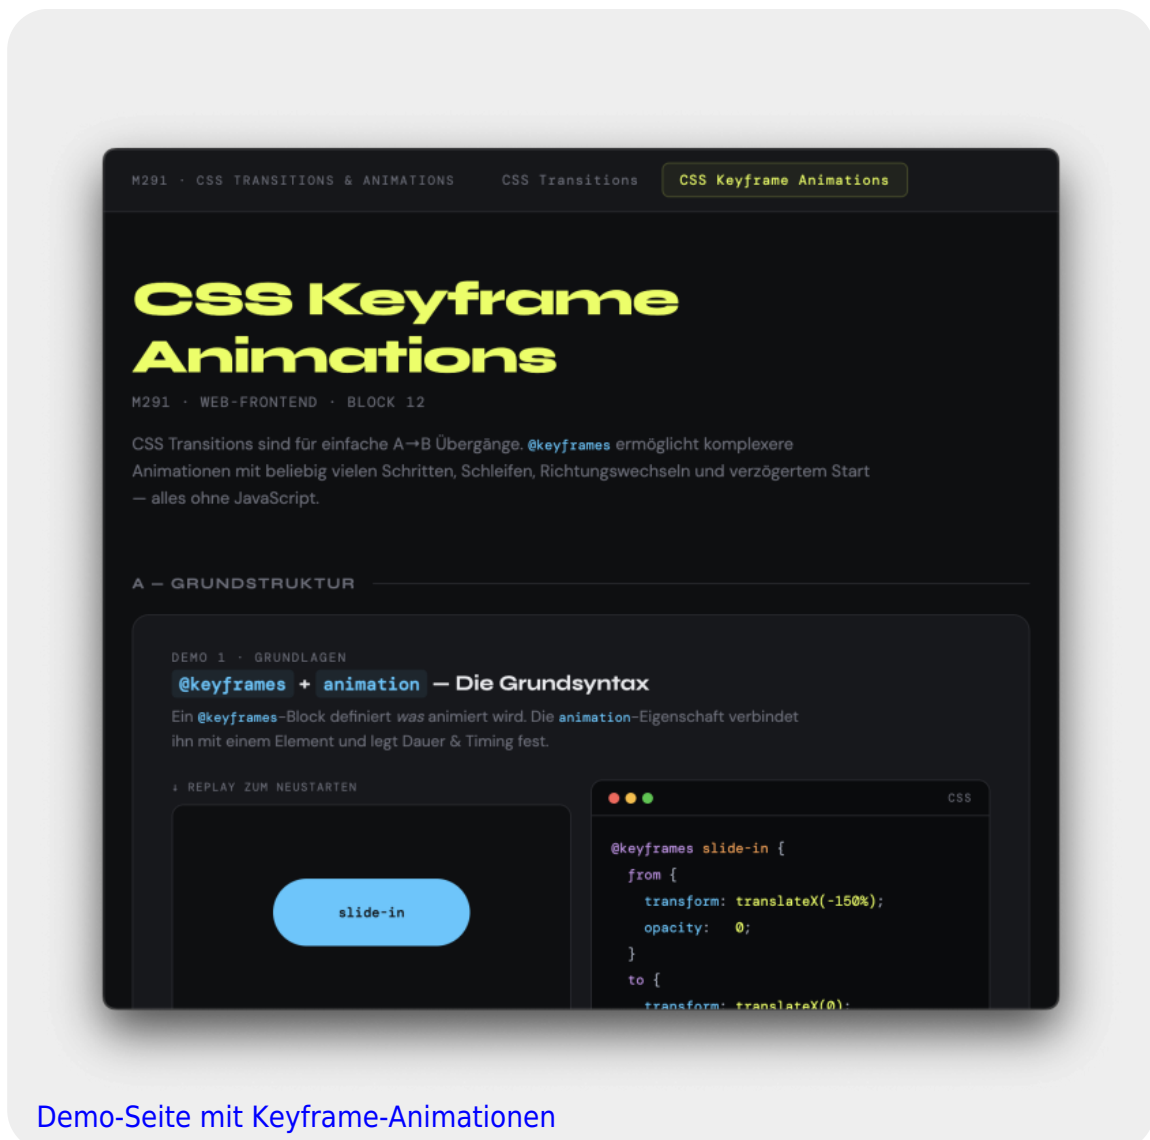 M291 · CSS TRANSITIONS & ANIMATIONS CSS Transitions CSS Keyframe Animations
CSS Keyframe
Animations
M291 · WEB-FRONTEND · BLOCK 12
CSS Transitions sind für einfache A→B Übergänge. @keyframes ermöglicht komplexere
Animationen mit beliebig vielen Schritten, Schleifen, Richtungswechseln und verzögertem Start
— alles ohne JavaScript.
A — GRUNDSTRUKTUR
DEMO 1 · GRUNDLAGEN
@keyframes + animation — Die Grundsyntax
Ein @keyframes-Block definiert was animiert wird. Die animation-Eigenschaft verbindet
ihn mit einem Element und legt Dauer & Timing fest.
↓ REPLAY ZUM NEUSTARTEN
slide-in
CSS
@keyframes slide-in {
from {
transform: translateX(-150%);
opacity: 0;
}
to {
transform: translateX(0);
Demo-Seite mit Keyframe-Animationen